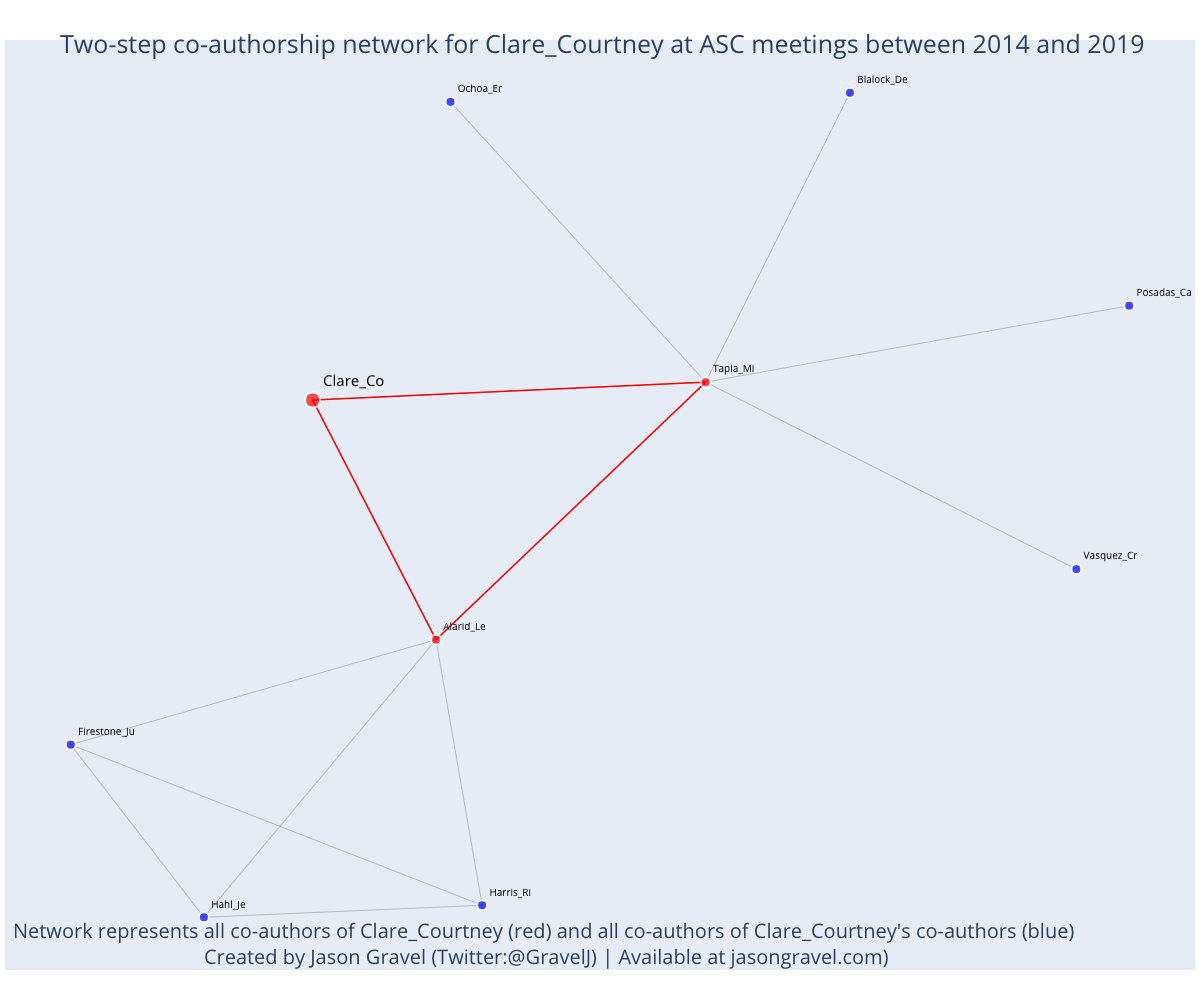 Two-step co-authorship network for Clare_Courtney at ASC meetings between 2014 and 2019
Blalock_De
Ochoa_Er
Posadas_Ca
Tapia_Mi
Clare_Co
Vasquez_Cr
Alarid_Le
Firestone_Ju
Harris_Ri
Hahl_Je
Network represents all co-authors of Clare_Courtney (red) and all co-authors of Clare_Courtney's co-authors (blue)
Created by Jason Gravel (Twitter:@GravelJ) | Available at jasongravel.com)